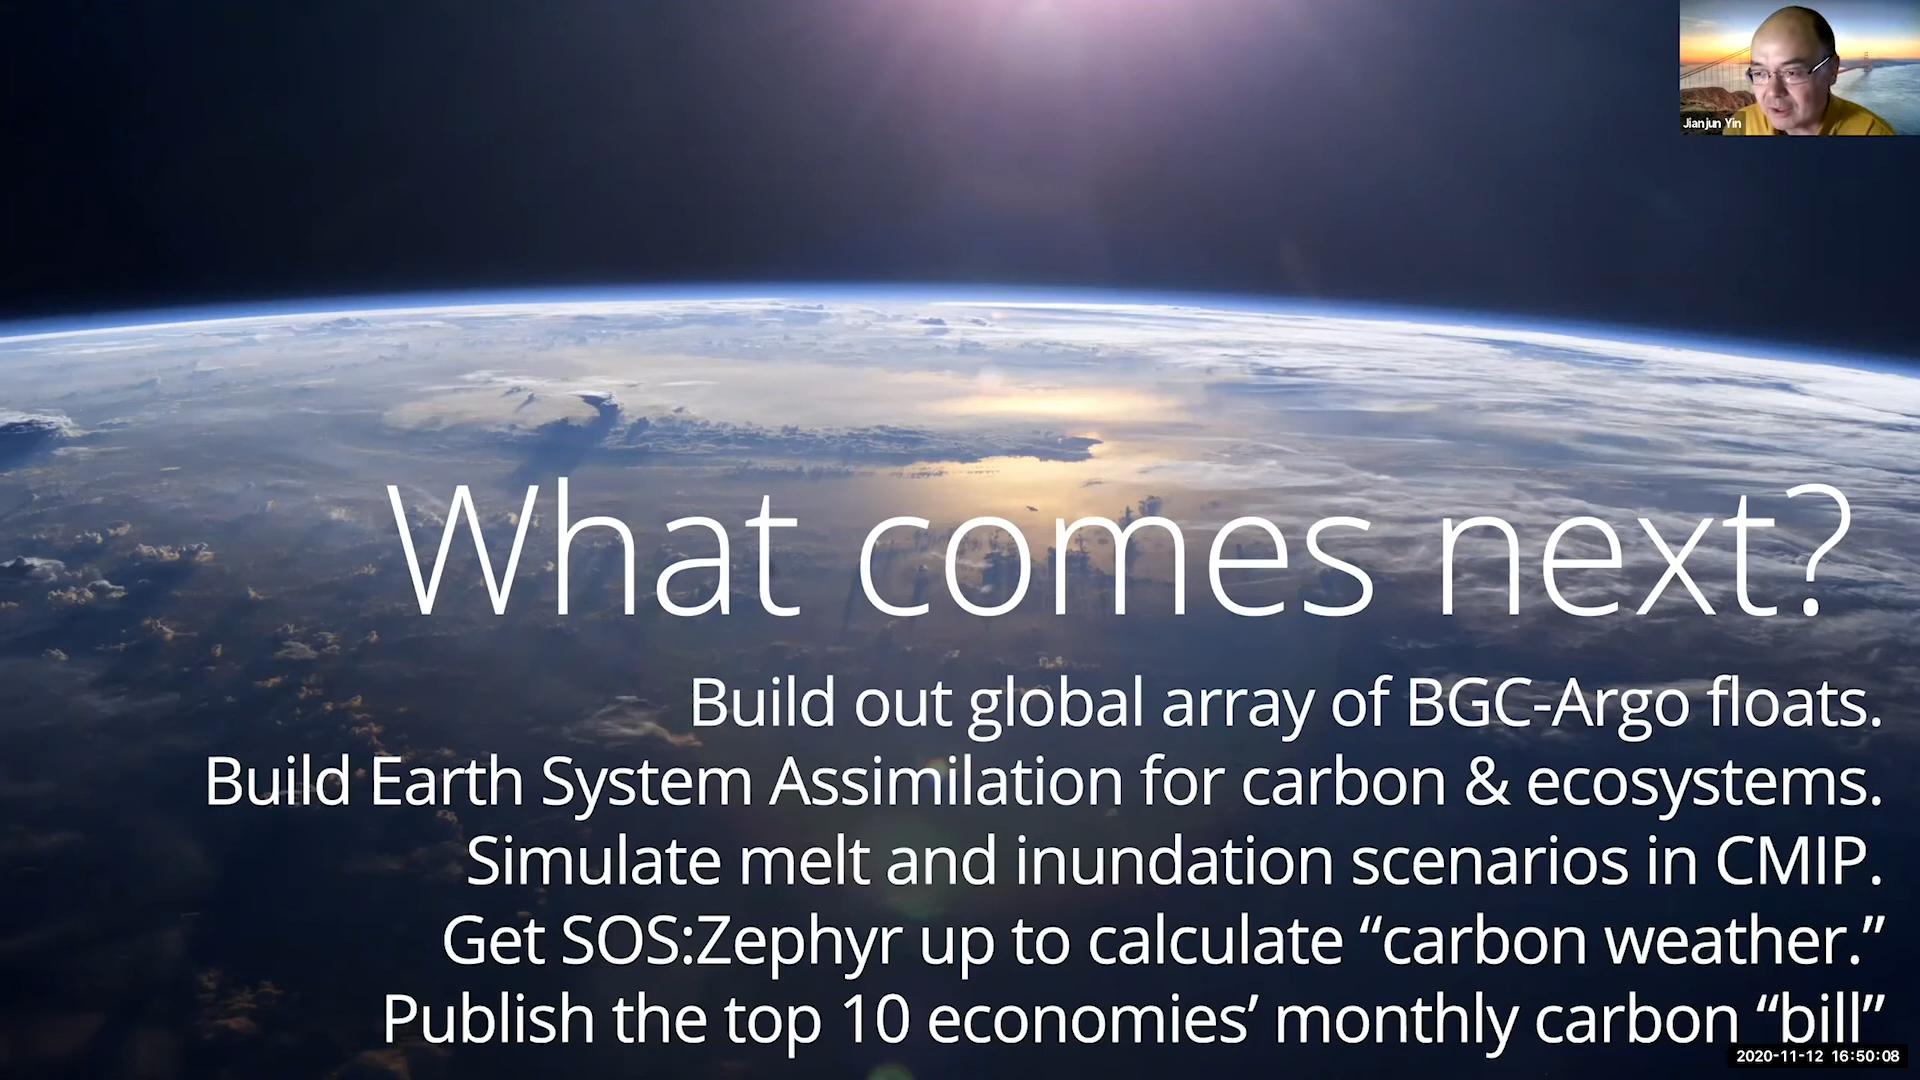 Jianjun Yin
What comes next?
Build out global array of BGC-Argo floats.
Build Earth System Assimilation for carbon & ecosystems.
Simulate melt and inundation scenarios in CMIP.
Get SOS:Zephyr up to calculate “carbon weather.”
Publish the top 10 economies’ monthly carbon “bill”
2020-11-12 16:50:08